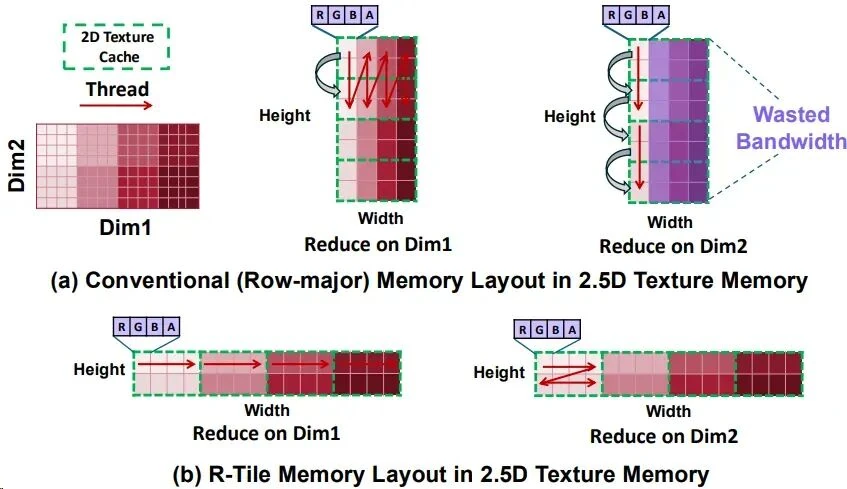 2D Texture
Cache
Thread
Dim2
Dim1
R G B A
Height
Width
Reduce on Dim1
R G B A
Height
Width
Reduce on Dim2
Wasted
Bandwidth
(a) Conventional (Row-major) Memory Layout in 2.5D Texture Memory
R G B A
Height
Width
Reduce on Dim1
R G B A
Height
Width
Reduce on Dim2
(b) R-Tile Memory Layout in 2.5D Texture Memory